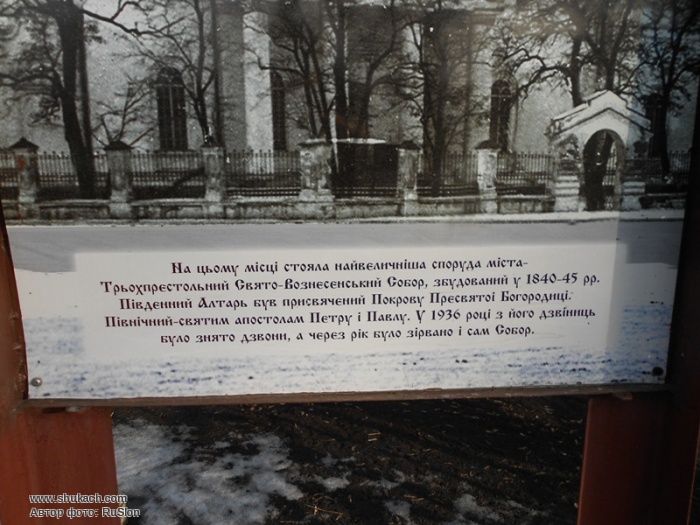 На цьому місці стояла найвеличніша споруда міста-
Трьохпрестольний Свято-Вознесенський Собор, збудований у 1840-45 рр.
Південний Алтарь був присвячений Покрову Пресвятої Богородиці.
Північний-святим апостолам Петру і Павлу. У 1936 році з його дзвіниць
було знято дзвони, а через рік було зірвано і сам Собор.
www.shukach.com
Автор фото: RuSlon